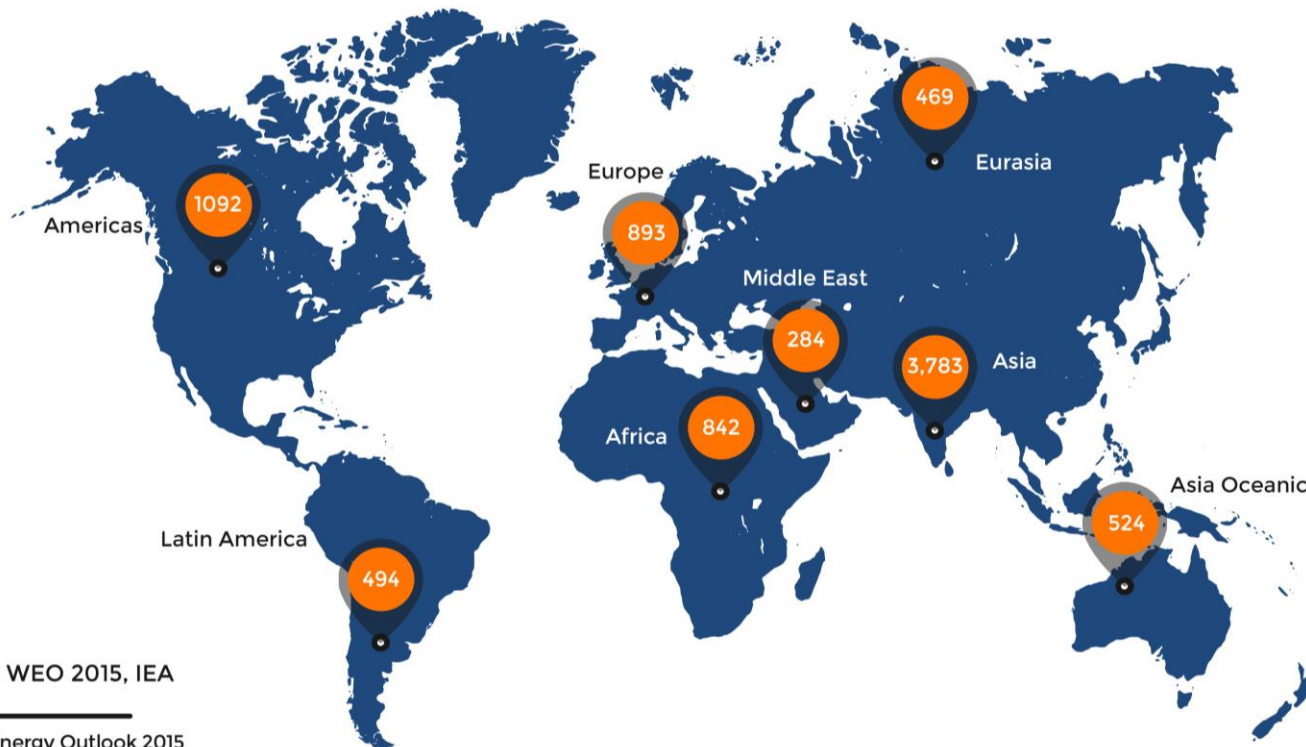 469
Eurasia
Europe
1092
Americas
893
Middle East
284
3,783
Asia
842
Africa
Asia Oceanic
524
Latin America
494
WEO 2015, IEA
Outlook 2015